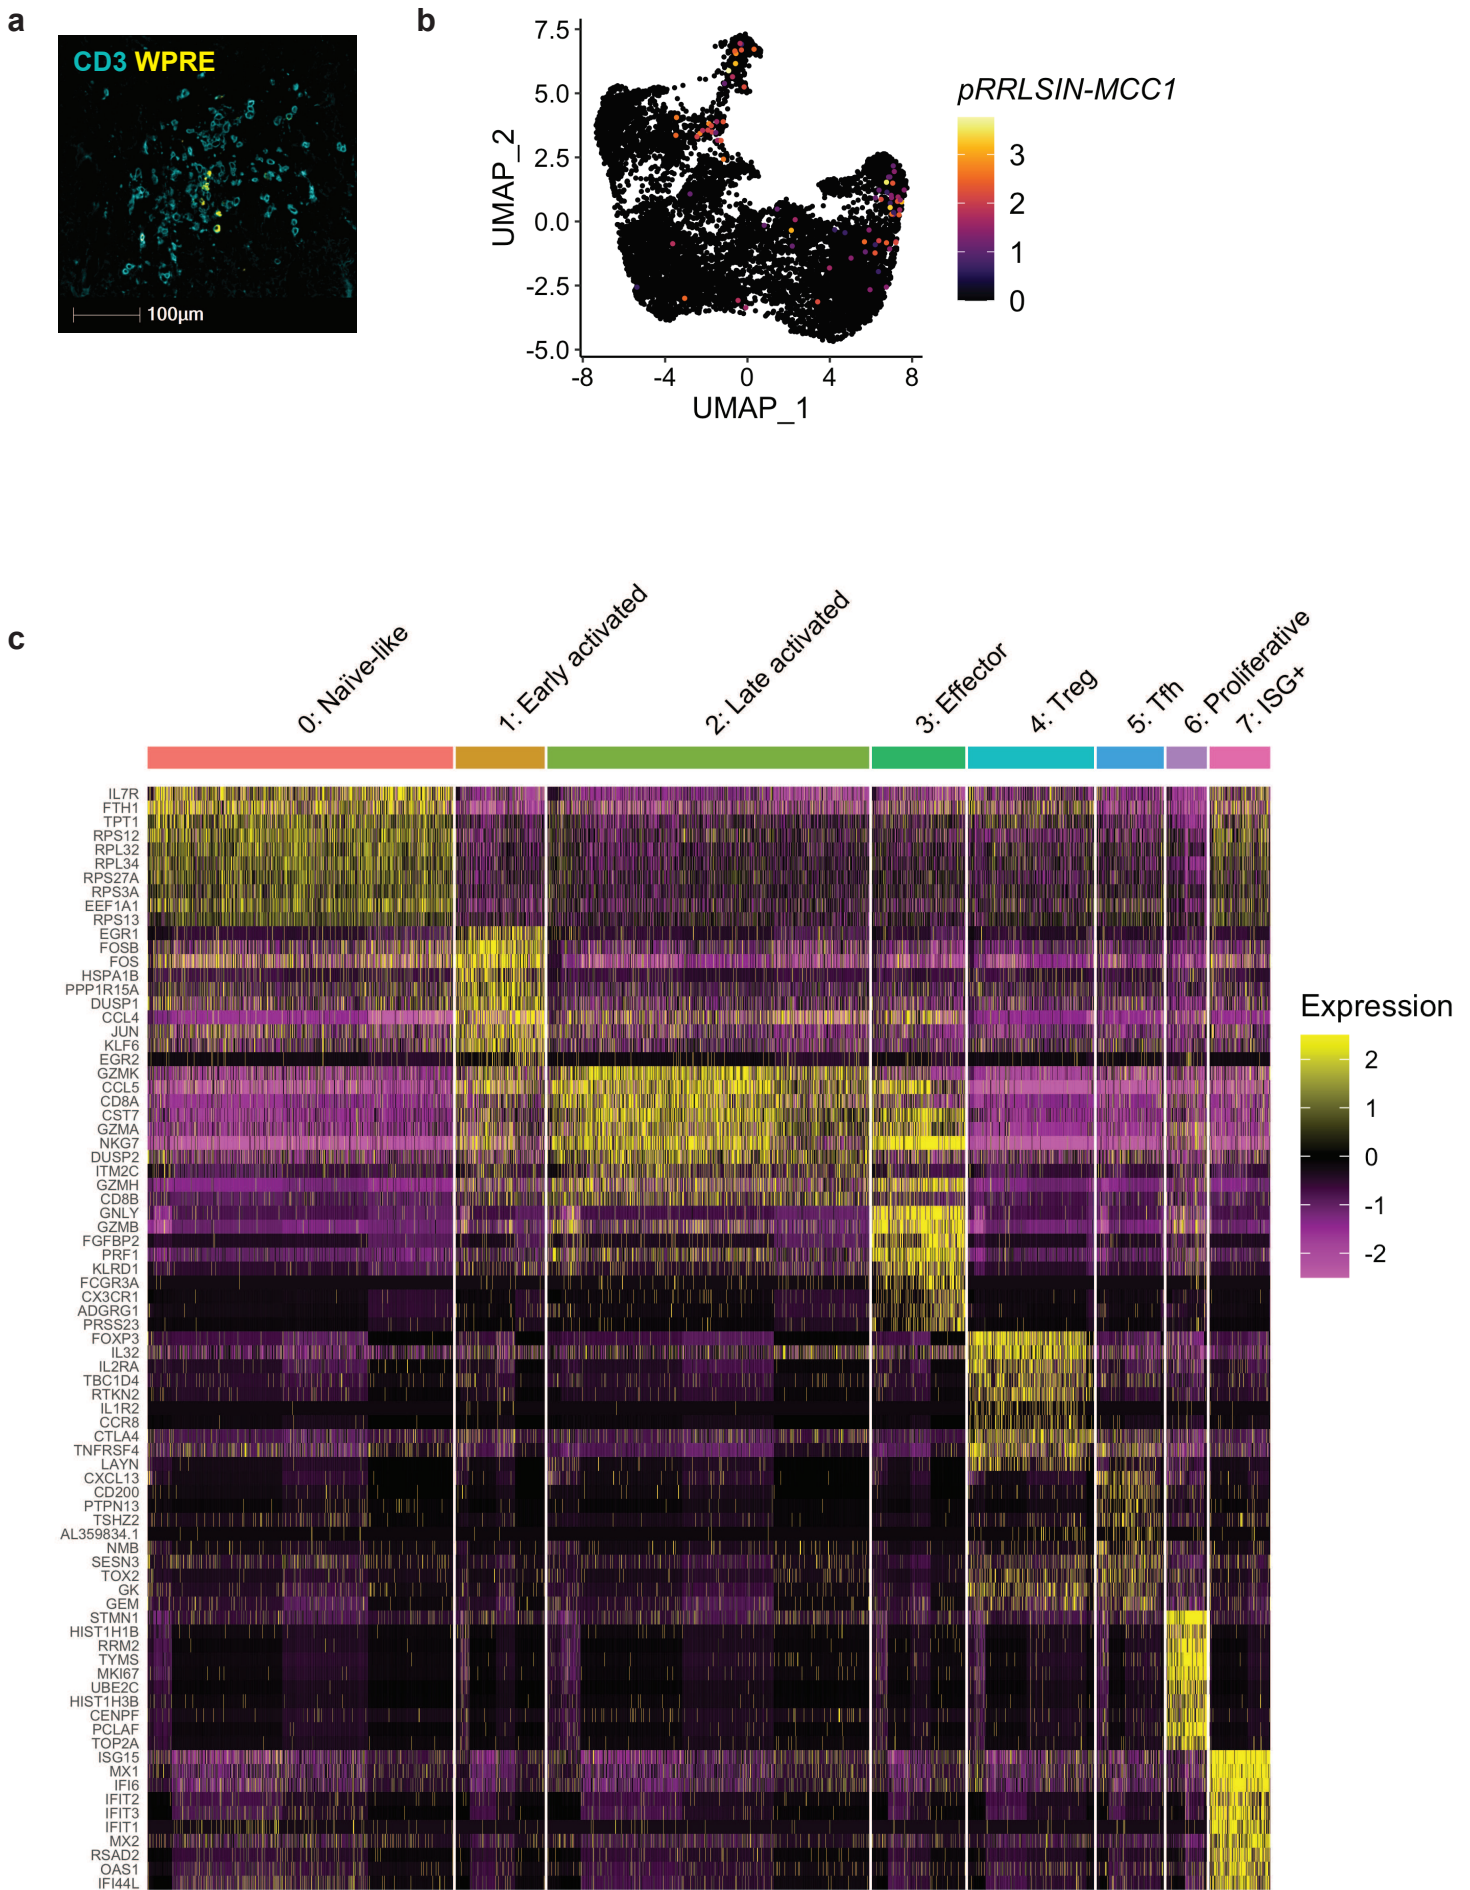 a
CD3 WPRE
100µm
b
7.5
5.0
2.5
0.0
-2.5
-5.0
UMAP_2
-8 -4 0 4 8
UMAP_1
pRRLSIN-MCC1
3
2
1
0
c
0: Naïve-like
1: Early activated
2: Late activated
3: Effector
4: Treg
5: Tfh
6: Proliferative
7: ISG+
IL7R
FTH1
TPT1
RPS12
RPL32
RPL34
RPS27A
RPS3A
EEF1A1
RPS13
EGR1
FOSB
FOS
HSPA1B
PPP1R15A
DUSP1
CCL4
JUN
KLF6
EGR2
GZMK
CCL5
CD8A
CST7
GZMA
NKG7
DUSP2
ITM2C
GZMH
CD8B
GNLY
GZMB
FGFBP2
PRF1
KLRD1
FCGR3A
CX3CR1
ADGRG1
PRSS23
FOXP3
IL32
IL2RA
TBC1D4
RTKN2
IL1R2
CCR8
CTLA4
TNFRSF4
LAYN
CXCL13
CD200
PTPN13
TSHZ2
AL359834.1
NMB
SESN3
TOX2
GK
GEM
STMN1
HIST1H1B
RRM2
TYMS
MKI67
UBE2C
HIST1H3B
CENPF
PCLAF
TOP2A
ISG15
MX1
IFI6
IFIT2
IFIT3
IFIT1
MX2
RSAD2
OAS1
IFI44L
Expression
2
1
0
-1
-2